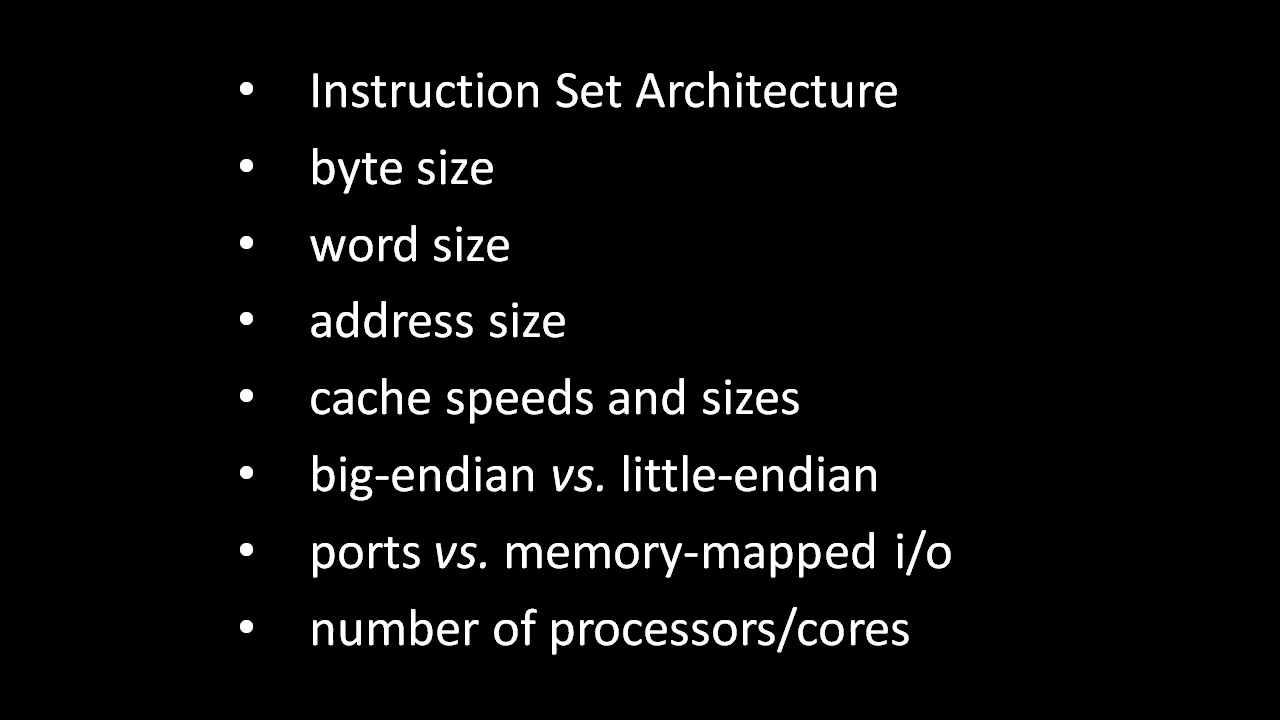 • Instruction Set Architecture
• byte size
• word size
• address size
• cache speeds and sizes
• big-endian vs. little-endian
• ports vs. memory-mapped i/o
• number of processors/cores